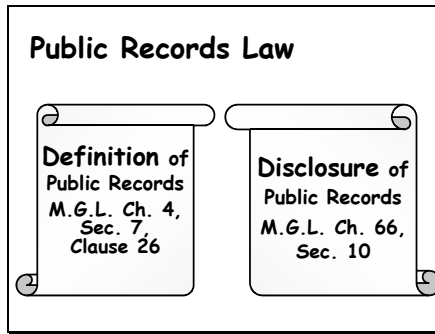 Public Records Law
Definition of
Public Records
M.G.L. Ch. 4,
Sec. 7,
Clause 26
Disclosure of
Public Records
M.G.L. Ch. 66,
Sec. 10